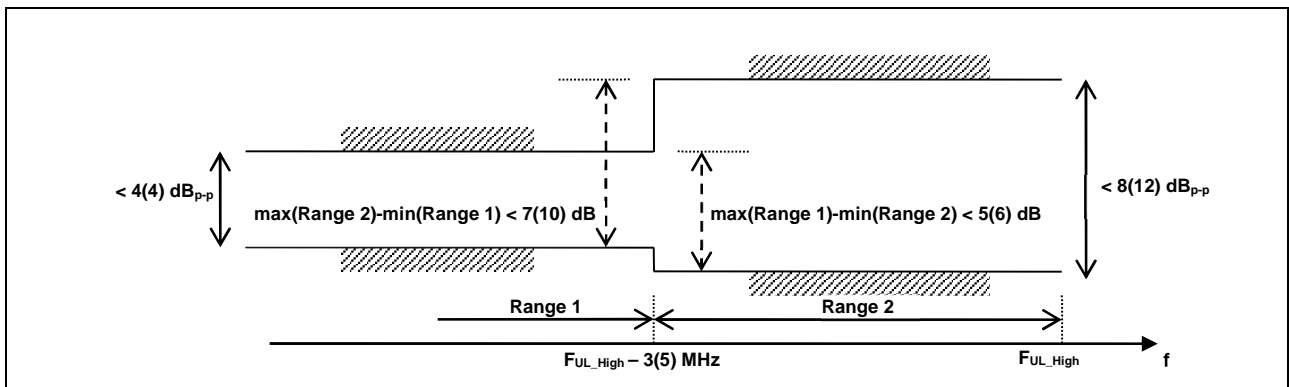 < 4(4) dBp-p
max(Range 2)-min(Range 1) < 7(10) dB
max(Range 1)-min(Range 2) < 5(6) dB
< 8(12) dBp-p
Range 1
Range 2
FUL_High – 3(5) MHz
FUL_High
f